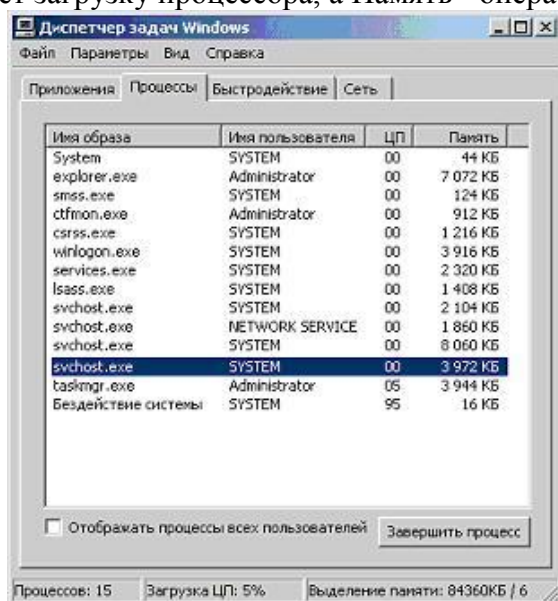 ет загрузку процессора, а Память - опера
Диспетчер задач Windows
Файл Параметры Вид Справка
Приложения Процессы Быстродействие Сеть
Имя образа Имя пользователя ЦП Память
System SYSTEM 00 44 КБ
explorer.exe Administrator 00 7 072 КБ
smss.exe SYSTEM 00 124 КБ
ctfmon.exe Administrator 00 912 КБ
csrss.exe SYSTEM 00 1 216 КБ
winlogon.exe SYSTEM 00 3 916 КБ
services.exe SYSTEM 00 2 320 КБ
lsass.exe SYSTEM 00 1 408 КБ
svchost.exe SYSTEM 00 2 104 КБ
svchost.exe NETWORK SERVICE 00 1 860 КБ
svchost.exe SYSTEM 00 8 060 КБ
svchost.exe SYSTEM 00 3 972 КБ
taskmgr.exe Administrator 05 3 944 КБ
Бездействие системы SYSTEM 95 16 КБ
Отображать процессы всех пользователей Завершить процесс
Процессов: 15 Загрузка ЦП: 5% Выделение памяти: 84360КБ / 6